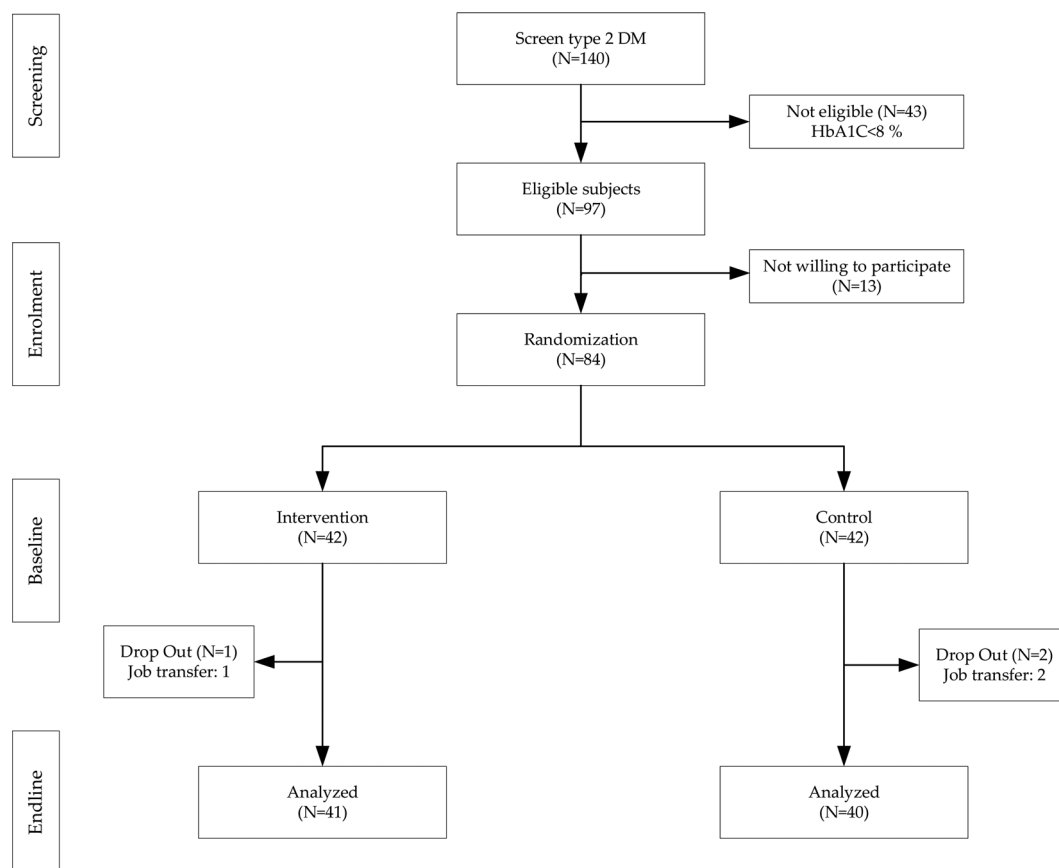 Screening
Screen type 2 DM
(N=140)
Not eligible (N=43)
HbA1C<8 %
Eligible subjects
(N=97)
Enrolment
Not willing to participate
(N=13)
Randomization
(N=84)
Baseline
Intervention
(N=42)
Control
(N=42)
Drop Out (N=1)
Job transfer: 1
Drop Out (N=2)
Job transfer: 2
Endline
Analyzed
(N=41)
Analyzed
(N=40)